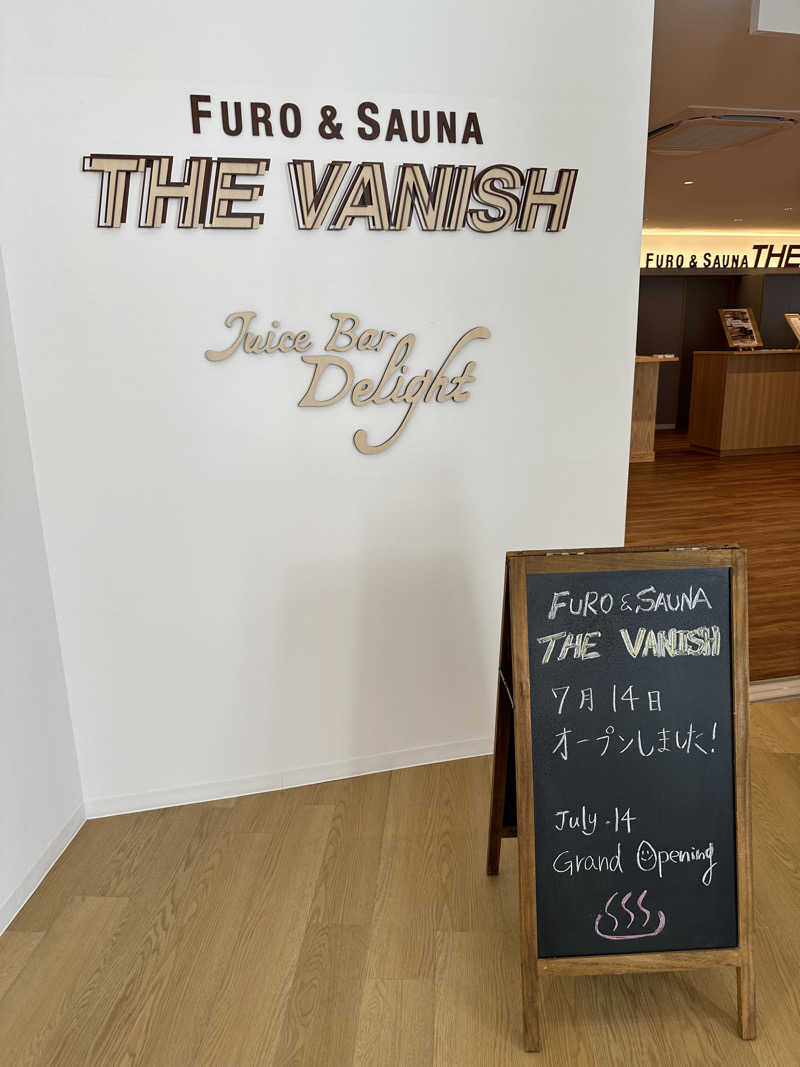 FURO & SAUNA
THE VANISH
Juice Bar
Delight
FURO & SAUNA THE
FURO & SAUNA
THE VANISH
7月14日
オープンしました!
July.14
Grand Opening